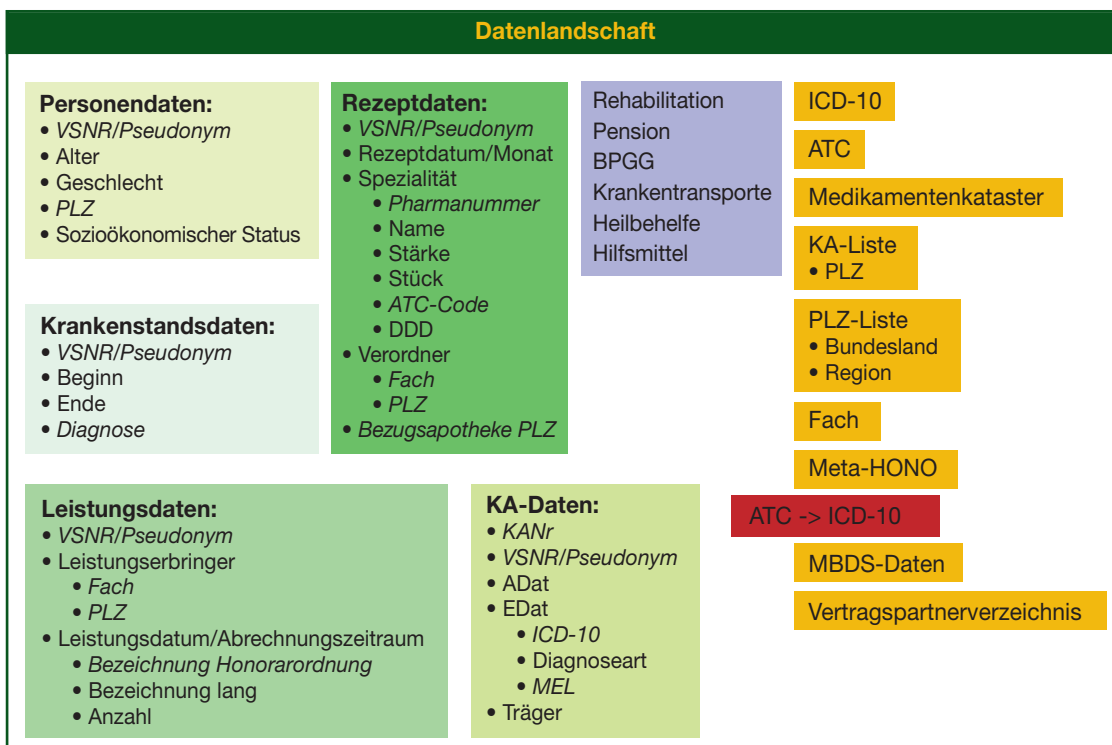 Datenlandschaft
Personendaten:
• VSNR/Pseudonym
• Alter
• Geschlecht
• PLZ
• Sozioökonomischer Status
Krankenstandsdaten:
• VSNR/Pseudonym
• Beginn
• Ende
• Diagnose
Rezeptdaten:
• VSNR/Pseudonym
• Rezeptdatum/Monat
• Spezialität
• Pharmanummer
• Name
• Stärke
• Stück
• ATC-Code
• DDD
• Verordner
• Fach
• PLZ
• Bezugsapotheke PLZ
Rehabilitation
Pension
BPGG
Krankentransporte
Heilbehelfe
Hilfsmittel
Leistungsdaten:
• VSNR/Pseudonym
• Leistungserbringer
• Fach
• PLZ
• Leistungsdatum/Abrechnungszeitraum
• Bezeichnung Honorarordnung
• Bezeichnung lang
• Anzahl
KA-Daten:
• KANr
• VSNR/Pseudonym
• ADat
• EDat
• ICD-10
• Diagnoseart
• MEL
• Träger
ICD-10
ATC
Medikamentenkataster
KA-Liste
• PLZ
PLZ-Liste
• Bundesland
• Region
Fach
Meta-HONO
ATC -> ICD-10
MBDS-Daten
Vertragspartnerverzeichnis